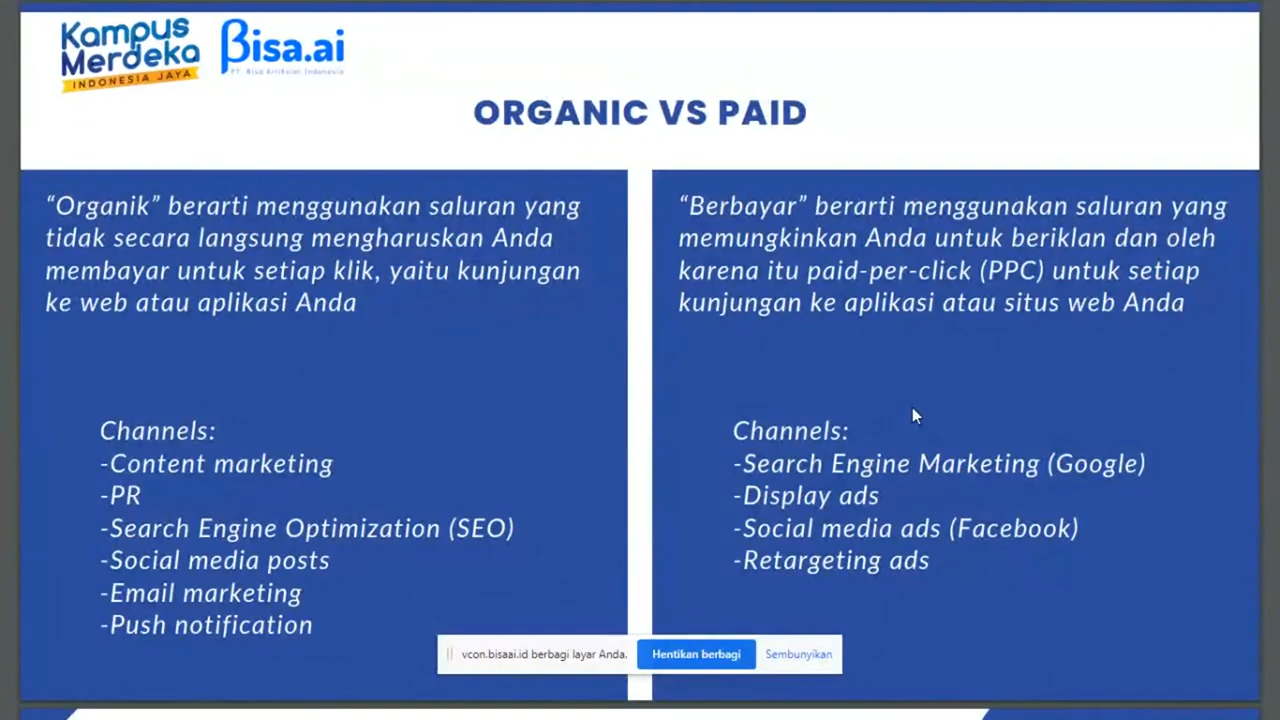 Kampus
Merdeka
INDONESIA JAYA
Bisa.ai
PT. Bisa Artifisial Indonesia
ORGANIC VS PAID
“Organik” berarti menggunakan saluran yang
tidak secara langsung mengharuskan Anda
membayar untuk setiap klik, yaitu kunjungan
ke web atau aplikasi Anda
Channels:
-Content marketing
-PR
-Search Engine Optimization (SEO)
-Social media posts
-Email marketing
-Push notification
“Berbayar” berarti menggunakan saluran yang
memungkinkan Anda untuk beriklan dan oleh
karena itu paid-per-click (PPC) untuk setiap
kunjungan ke aplikasi atau situs web Anda
Channels:
-Search Engine Marketing (Google)
-Display ads
-Social media ads (Facebook)
-Retargeting ads
vcon.bisaai.id berbagi layar Anda.
Hentikan berbagi
Sembunyikan